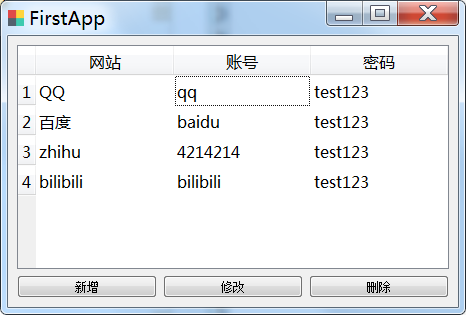 FirstApp
网站 账号 密码
1 QQ qq test123
2 百度 baidu test123
3 zhihu 4214214 test123
4 bilibili bilibili test123
新增 修改 删除